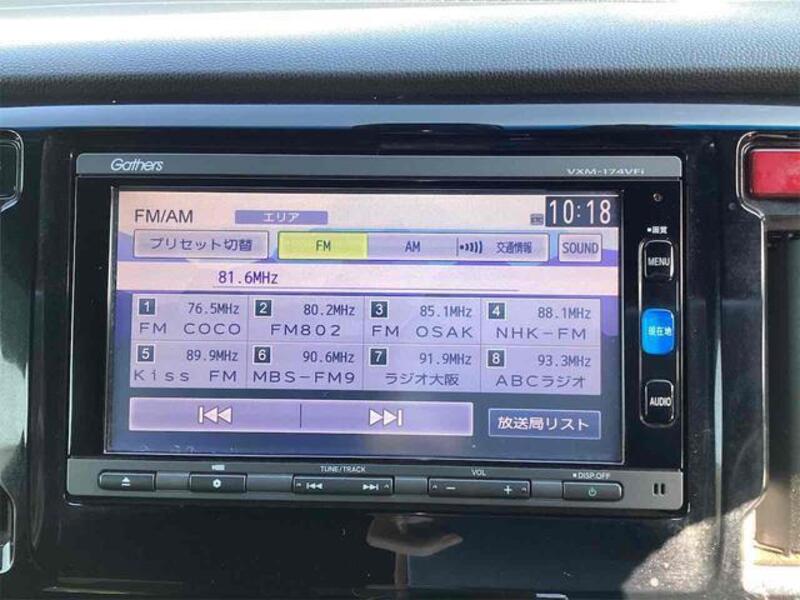 Gathers
VXM-174VFi
FM/AM
エリア
10:18
プリセット切替
FM
AM
交通情報
SOUND
81.6MHz
1 76.5MHz
FM COCO
2 80.2MHz
FM802
3 85.1MHz
FM OSAK
4 88.1MHz
NHK-FM
5 89.9MHz
Kiss FM
6 90.6MHz
MBS-FM9
7 91.9MHz
ラジオ大阪
8 93.3MHz
ABCラジオ
放送局リスト
画質
MENU
現在地
AUDIO
TUNE/TRACK
VOL
DISP.OFF